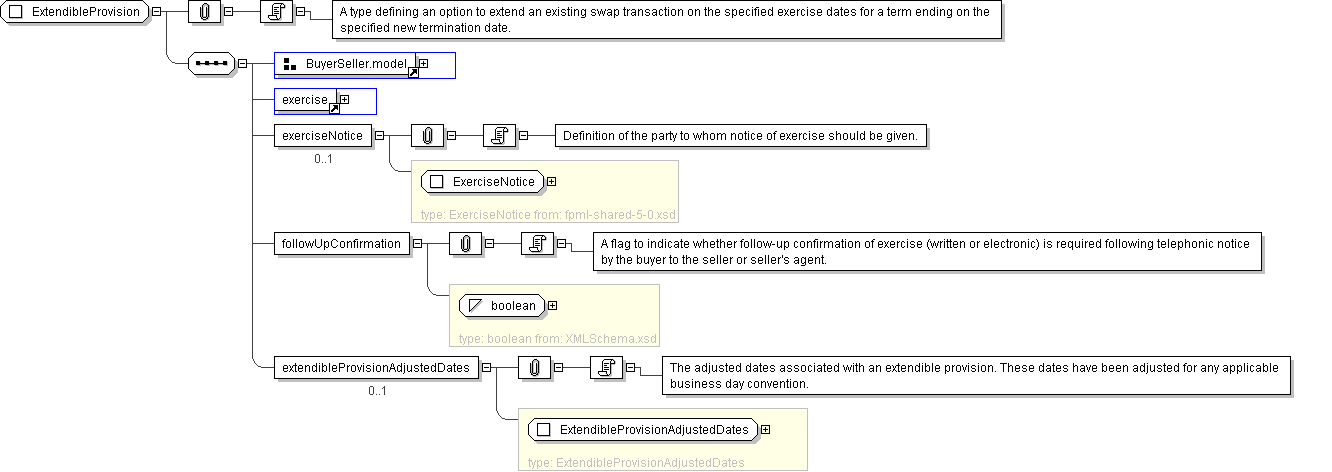 ExtendibleProvision
A type defining an option to extend an existing swap transaction on the specified exercise dates for a term ending on the
specified new termination date.
BuyerSeller.model
exercise
exerciseNotice
Definition of the party to whom notice of exercise should be given.
0..1
ExerciseNotice
type: ExerciseNotice from: fpml-shared-5-0.xsd
followUpConfirmation
A flag to indicate whether follow-up confirmation of exercise (written or electronic) is required following telephonic notice
by the buyer to the seller or seller's agent.
boolean
type: boolean from: XMLSchema.xsd
extendibleProvisionAdjustedDates
The adjusted dates associated with an extendible provision. These dates have been adjusted for any applicable
business day convention.
0..1
ExtendibleProvisionAdjustedDates
type: ExtendibleProvisionAdjustedDates